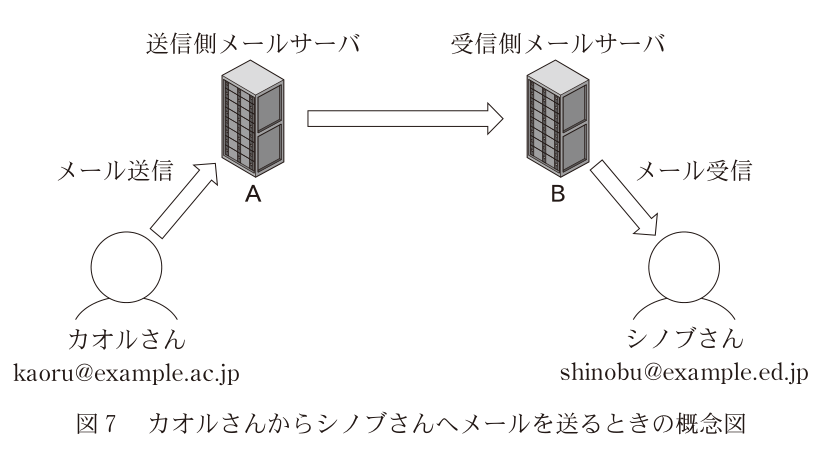 送信側メールサーバ
受信側メールサーバ
メール送信
A
B
メール受信
カオルさん
kaoru@example.ac.jp
シノブさん
shinobu@example.ed.jp
図7 カオルさんからシノブさんへメールを送るときの概念図